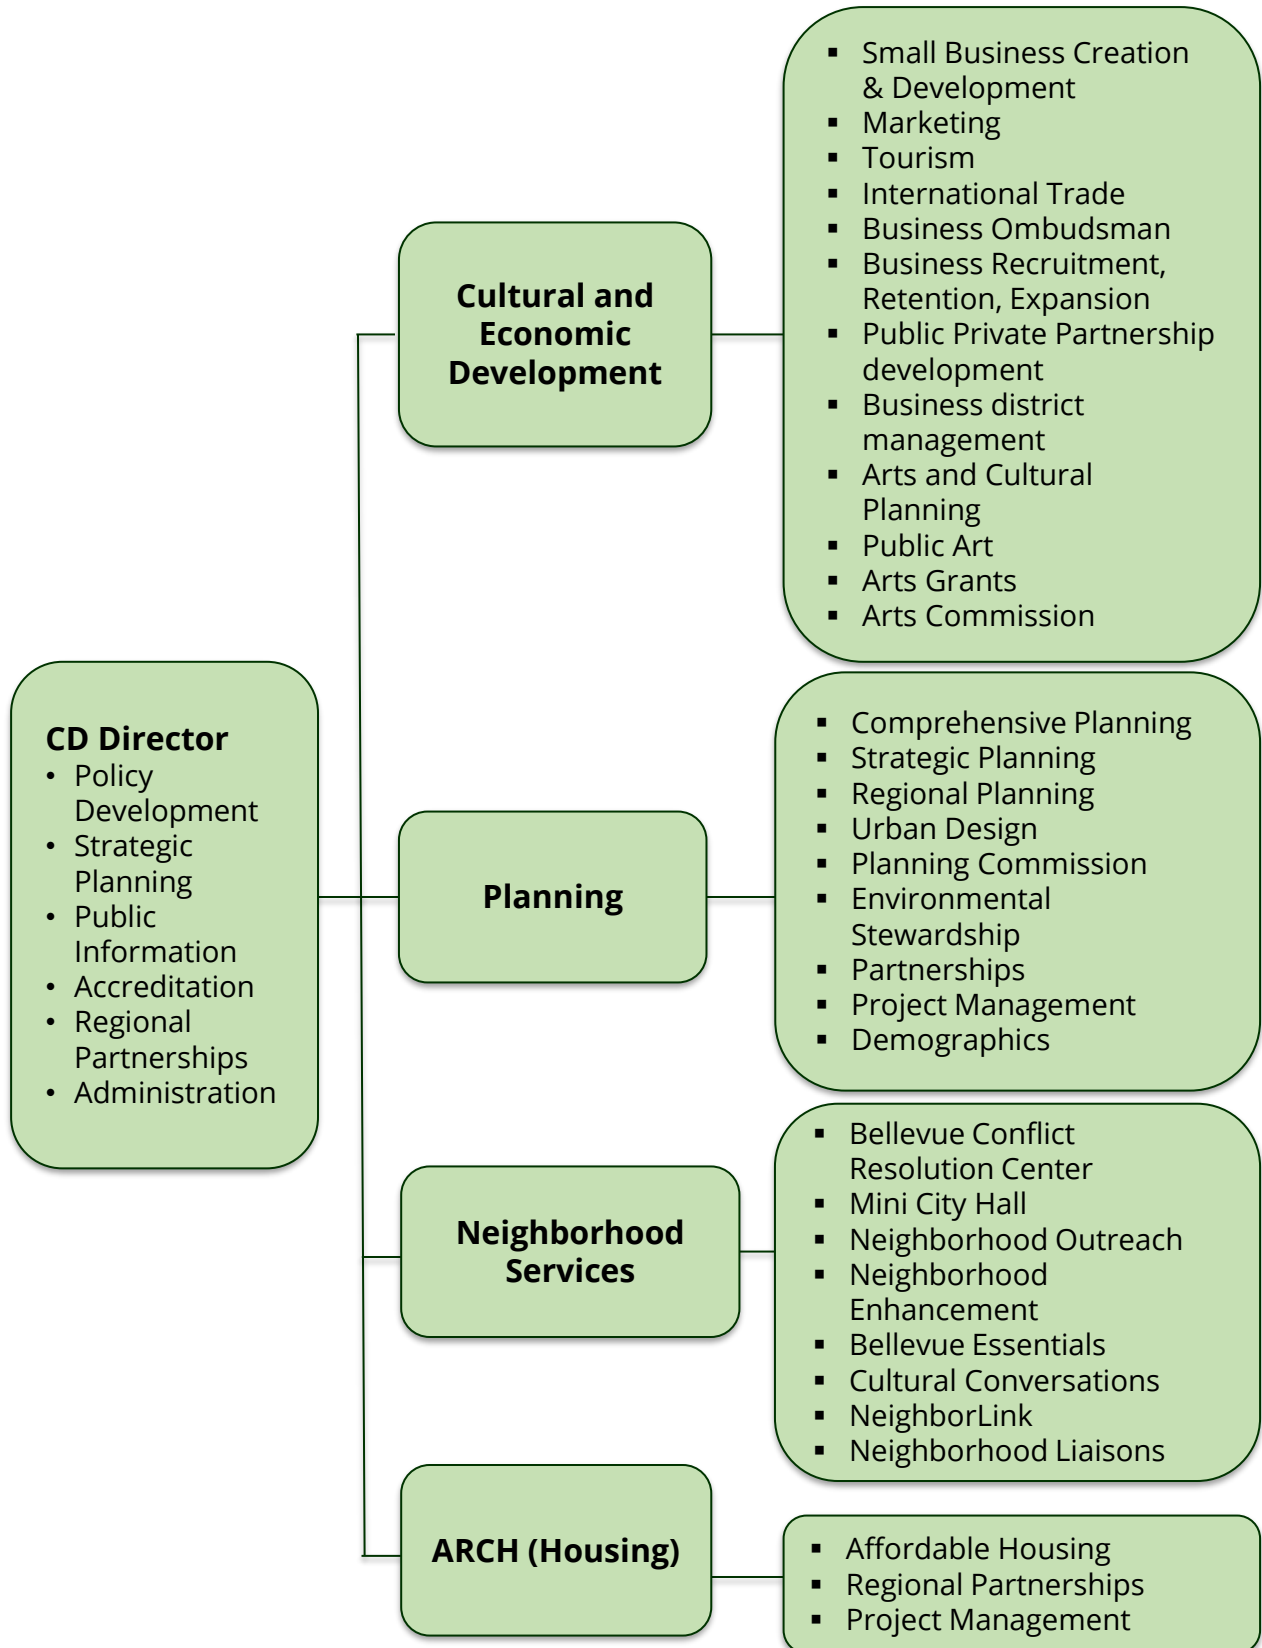 CD Director
• Policy
Development
• Strategic
Planning
• Public
Information
• Accreditation
• Regional
Partnerships
• Administration
Cultural and
Economic
Development
▪ Small Business Creation
& Development
▪ Marketing
▪ Tourism
▪ International Trade
▪ Business Ombudsman
▪ Business Recruitment,
Retention, Expansion
▪ Public Private Partnership
development
▪ Business district
management
▪ Arts and Cultural
Planning
▪ Public Art
▪ Arts Grants
▪ Arts Commission
Planning
▪ Comprehensive Planning
▪ Strategic Planning
▪ Regional Planning
▪ Urban Design
▪ Planning Commission
▪ Environmental
Stewardship
▪ Partnerships
▪ Project Management
▪ Demographics
Neighborhood
Services
▪ Bellevue Conflict
Resolution Center
▪ Mini City Hall
▪ Neighborhood Outreach
▪ Neighborhood
Enhancement
▪ Bellevue Essentials
▪ Cultural Conversations
▪ NeighborLink
▪ Neighborhood Liaisons
ARCH (Housing)
▪ Affordable Housing
▪ Regional Partnerships
▪ Project Management